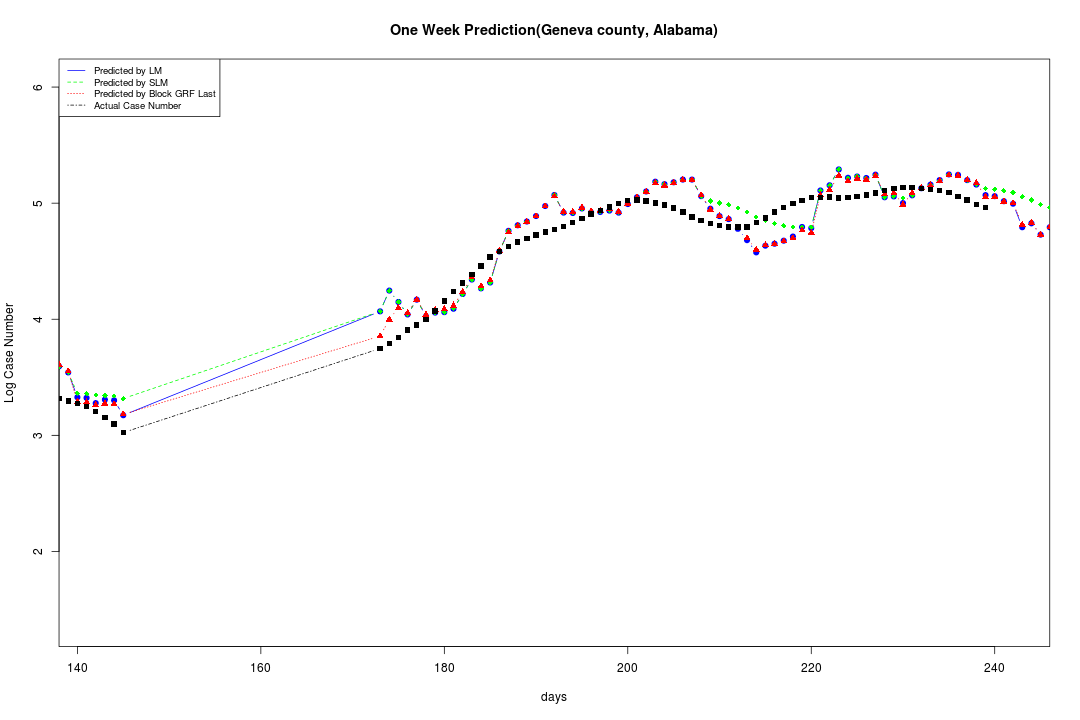 One Week Prediction(Geneva county, Alabama)
Predicted by LM
Predicted by SLM
Predicted by Block GRF Last
Actual Case Number
6
5
4
3
2
Log Case Number
140 160 180 200 220 240
days